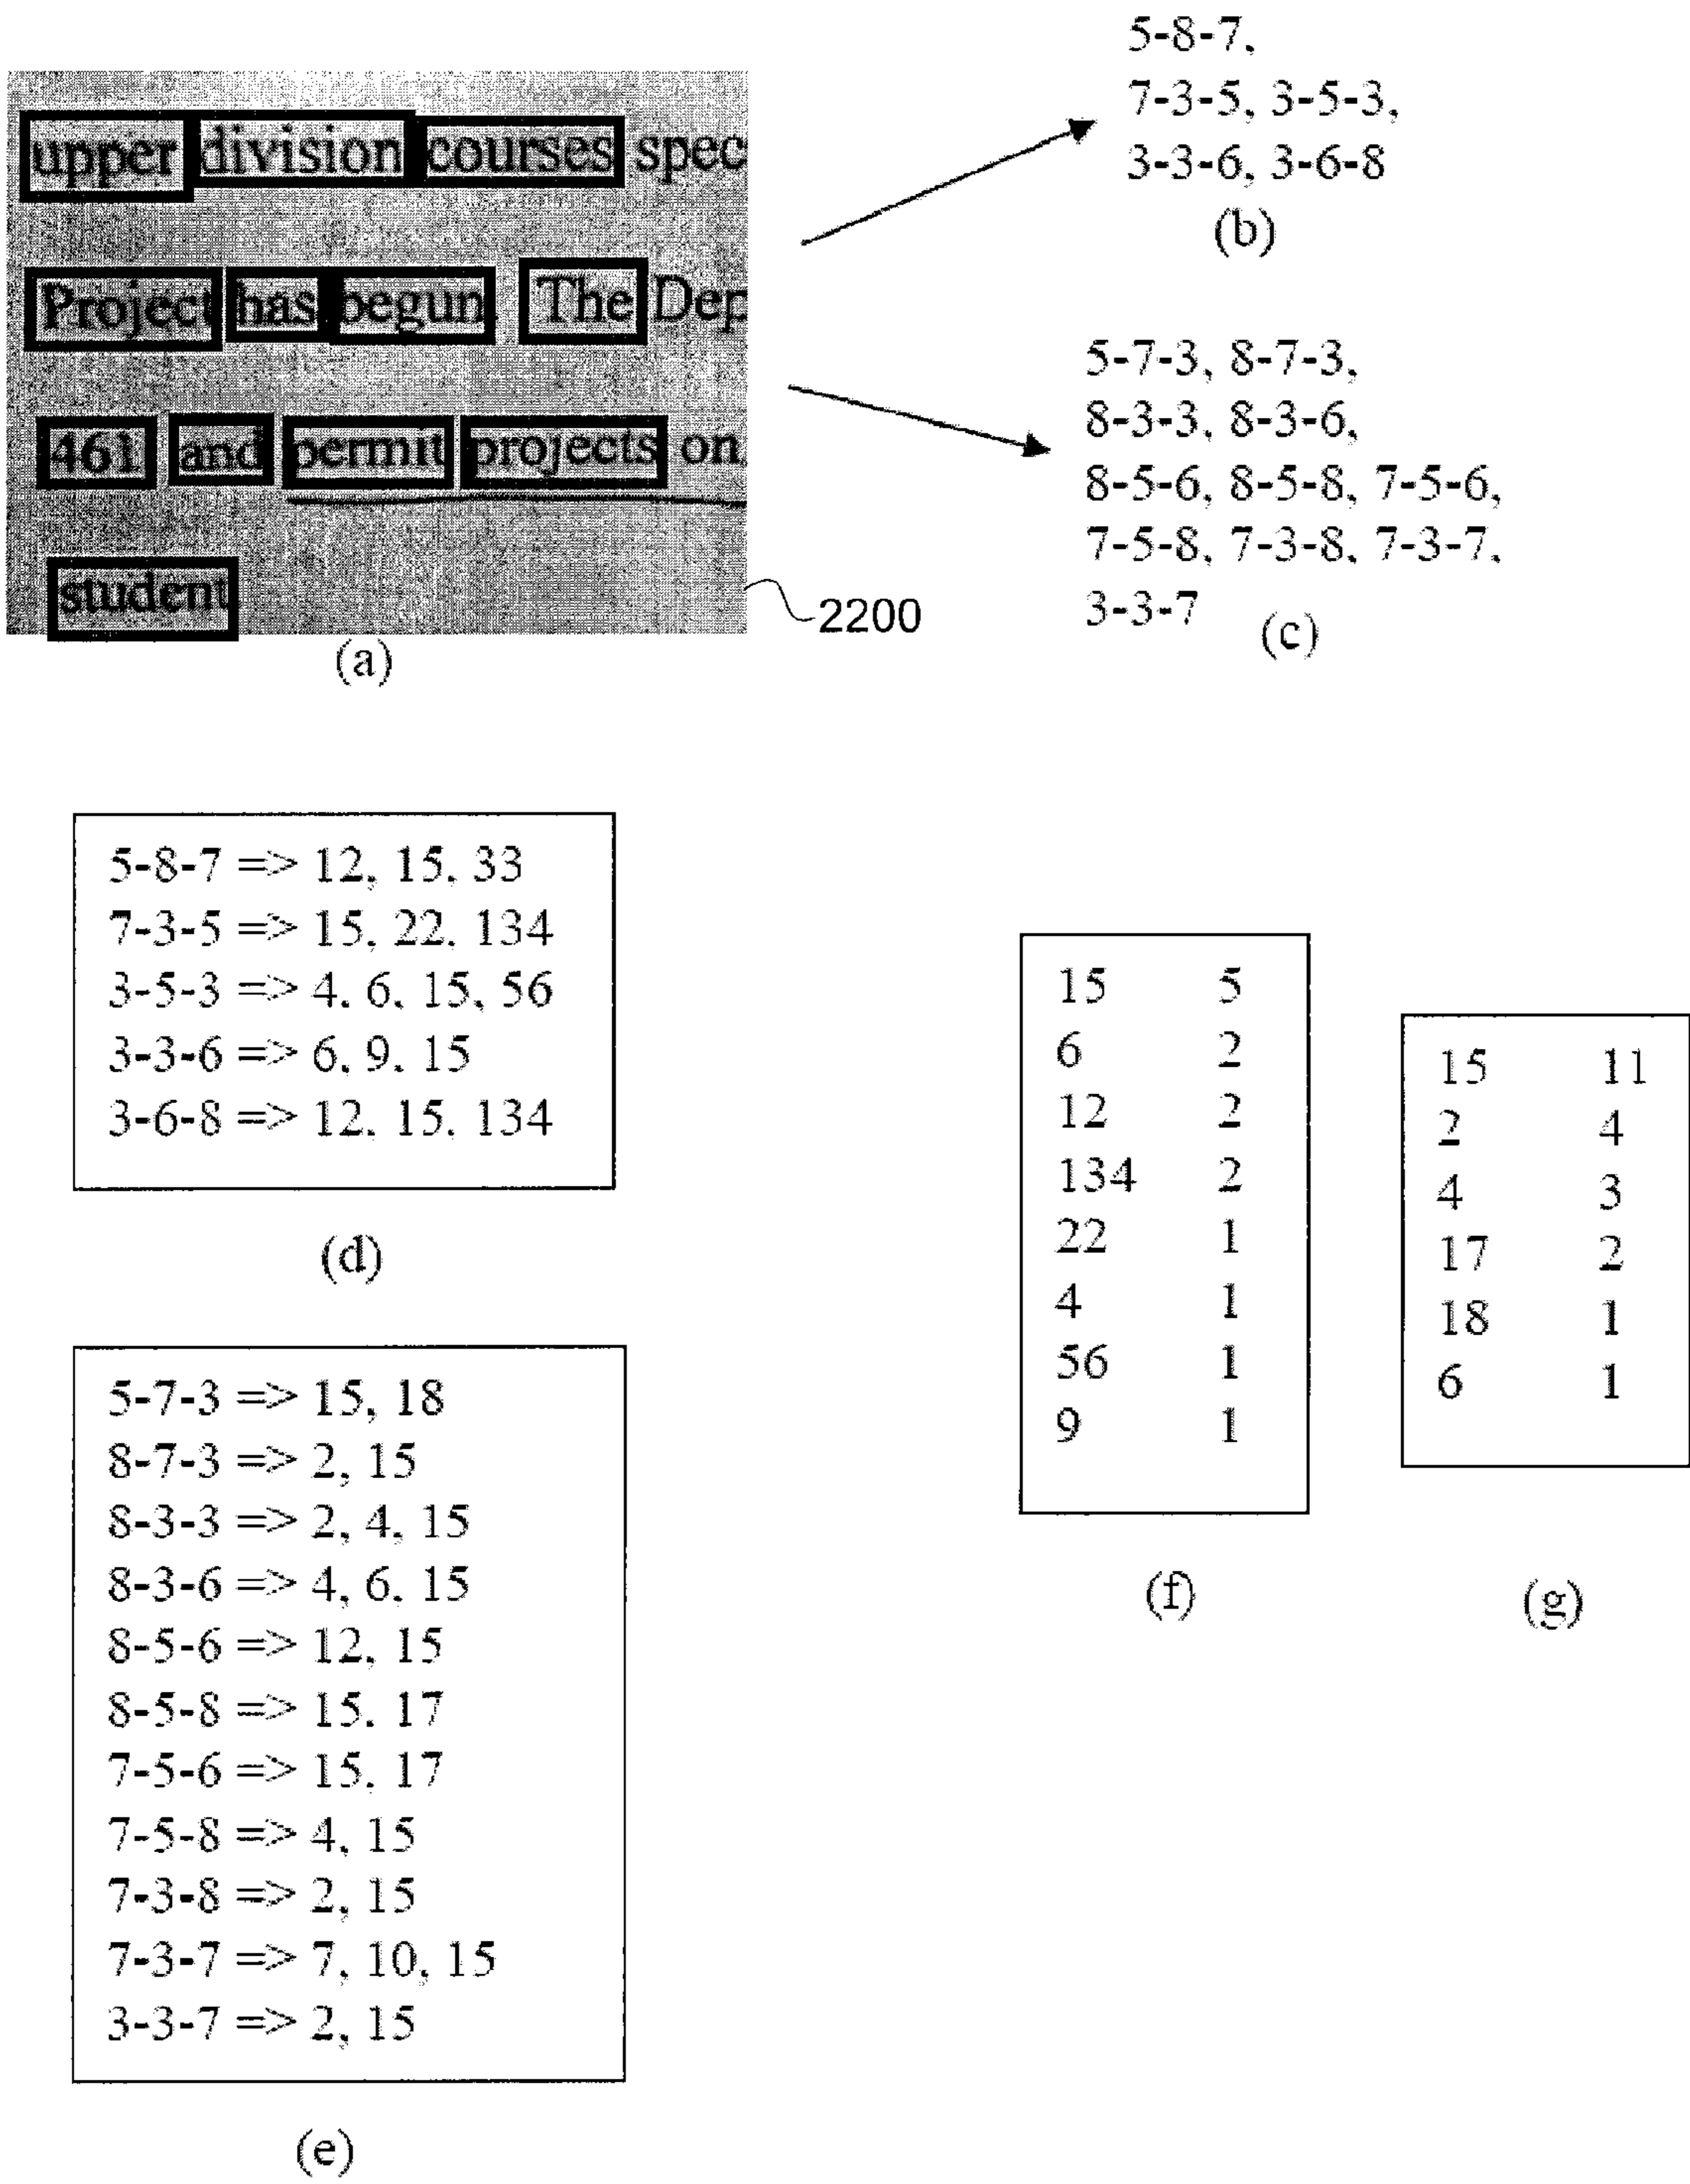 upper division courses spec
Project has begun. The Dep
461 and permit projects on
student
2200
(a)
5-8-7,
7-3-5, 3-5-3,
3-3-6, 3-6-8
(b)
5-7-3, 8-7-3,
8-3-3, 8-3-6,
8-5-6, 8-5-8, 7-5-6,
7-5-8, 7-3-8, 7-3-7,
3-3-7
(c)
5-8-7 => 12, 15, 33
7-3-5 => 15, 22, 134
3-5-3 => 4, 6, 15, 56
3-3-6 => 6, 9, 15
3-6-8 => 12, 15, 134
(d)
5-7-3 => 15, 18
8-7-3 => 2, 15
8-3-3 => 2, 4, 15
8-3-6 => 4, 6, 15
8-5-6 => 12, 15
8-5-8 => 15, 17
7-5-6 => 15, 17
7-5-8 => 4, 15
7-3-8 => 2, 15
7-3-7 => 7, 10, 15
3-3-7 => 2, 15
(e)
15 5
6 2
12 2
134 2
22 1
4 1
56 1
9 1
(f)
15 11
2 4
4 3
17 2
18 1
6 1
(g)